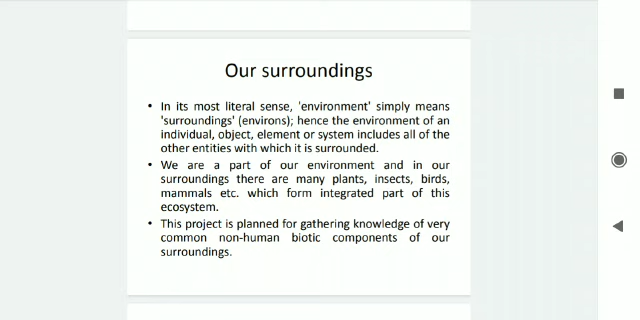 Our surroundings
• In its most literal sense, 'environment' simply means
'surroundings' (environs); hence the environment of an
individual, object, element or system includes all of the
other entities with which it is surrounded.
• We are a part of our environment and in our
surroundings there are many plants, insects, birds,
mammals etc. which form integrated part of this
ecosystem.
• This project is planned for gathering knowledge of very
common non-human biotic components of our
surroundings.